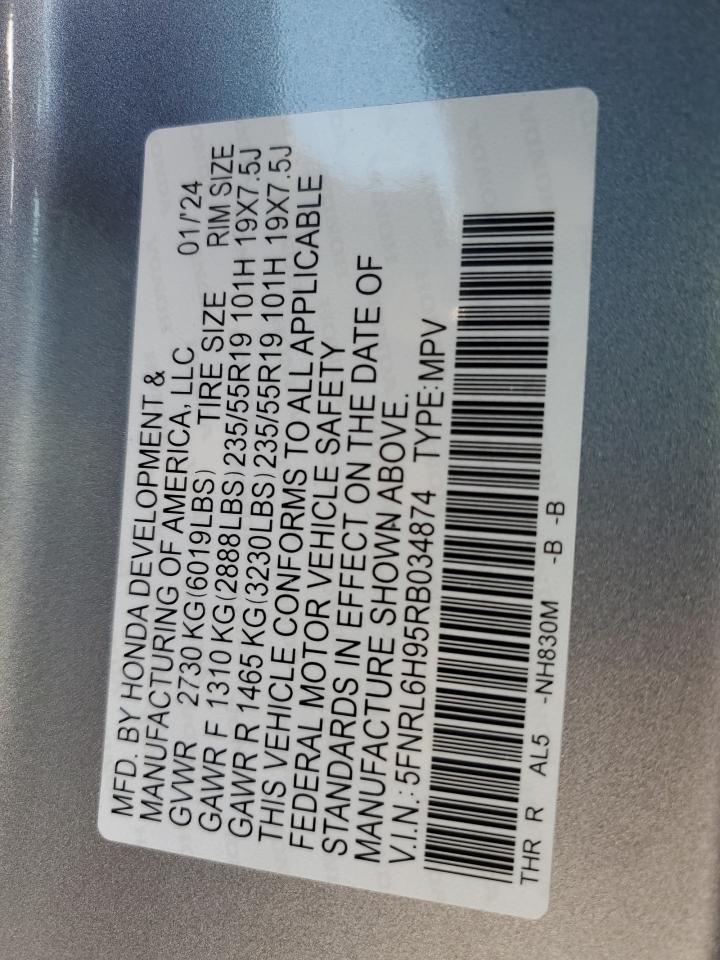 MFD. BY HONDA DEVELOPMENT &
MANUFACTURING OF AMERICA, LLC 01/'24
GVWR 2730 KG(6019LBS) TIRE SIZE RIM SIZE
GAWR F 1310 KG(2888LBS)235/55R19 101H 19X7.5J
GAWR R 1465 KG(3230LBS)235/55R19 101H 19X7.5J
THIS VEHICLE CONFORMS TO ALL APPLICABLE
FEDERAL MOTOR VEHICLE SAFETY
STANDARDS IN EFFECT ON THE DATE OF
MANUFACTURE SHOWN ABOVE.
V.I.N.: 5FNRL6H95RB034874 TYPE: MPV
THR R AL5 -NH830M -B -B